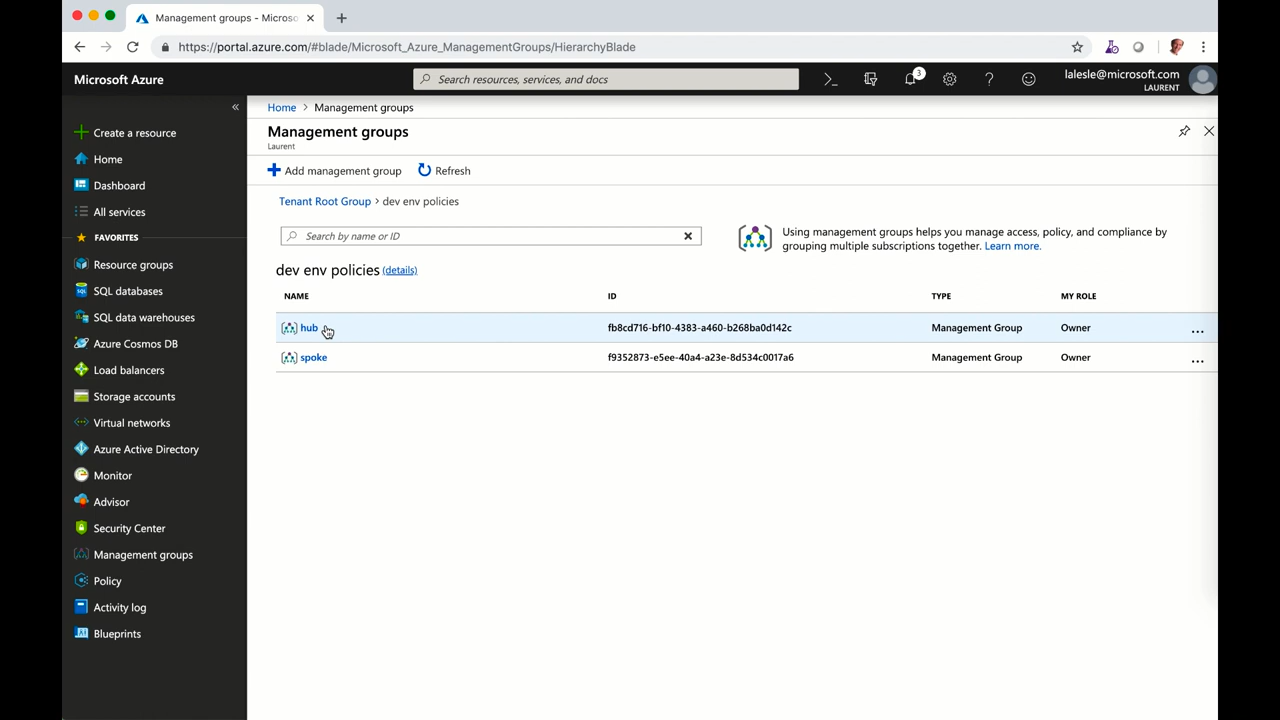 Management groups - Microso
https://portal.azure.com/#blade/Microsoft_Azure_ManagementGroups/HierarchyBlade
Microsoft Azure
Search resources, services, and docs
3
lalesle@microsoft.com
LAURENT
Create a resource
Home
Dashboard
All services
FAVORITES
Resource groups
SQL databases
SQL data warehouses
Azure Cosmos DB
Load balancers
Storage accounts
Virtual networks
Azure Active Directory
Monitor
Advisor
Security Center
Management groups
Policy
Activity log
Blueprints
Home > Management groups
Management groups
Laurent
Add management group Refresh
Tenant Root Group > dev env policies
Search by name or ID
Using management groups helps you manage access, policy, and compliance by
grouping multiple subscriptions together. Learn more.
dev env policies (details)
NAME ID TYPE MY ROLE
hub fb8cd716-bf10-4383-a460-b268ba0d142c Management Group Owner ...
spoke f9352873-e5ee-40a4-a23e-8d534c0017a6 Management Group Owner ...